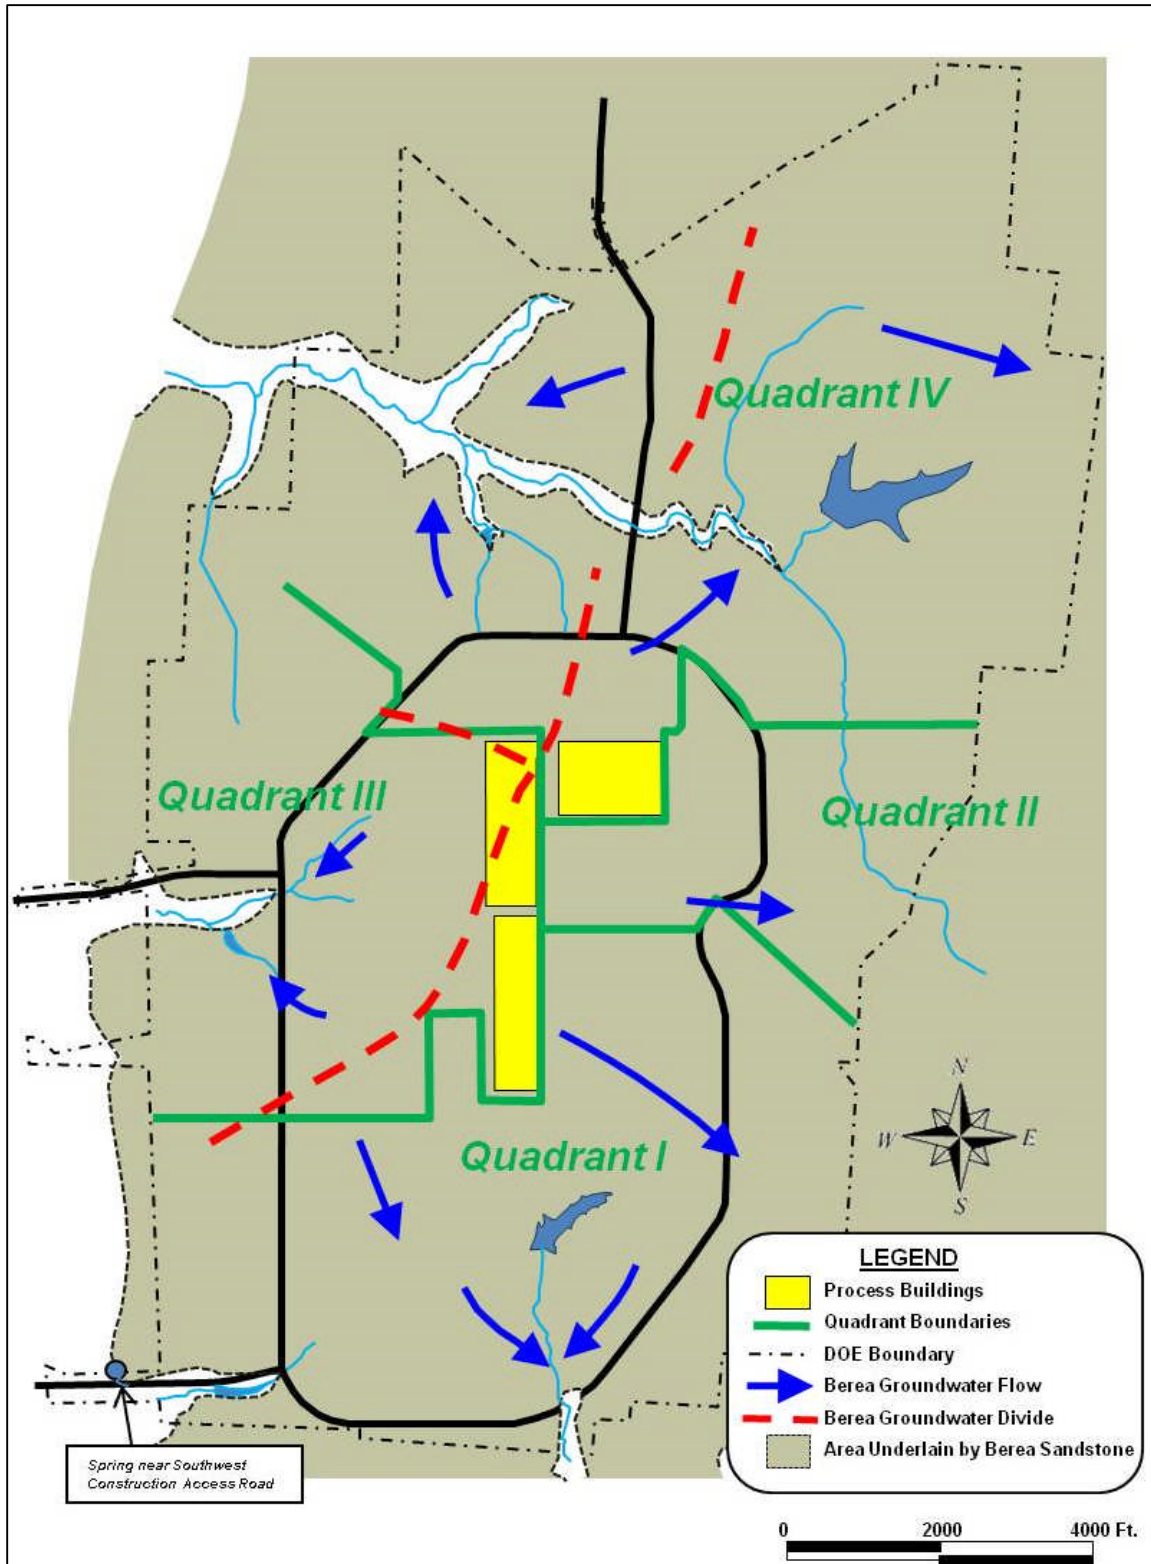 Quadrant IV
Quadrant III
Quadrant II
Quadrant I
N
W
E
S
LEGEND
Process Buildings
Quadrant Boundaries
DOE Boundary
Berea Groundwater Flow
Berea Groundwater Divide
Area Underlain by Berea Sandstone
Spring near Southwest
Construction Access Road
0 2000 4000 Ft.